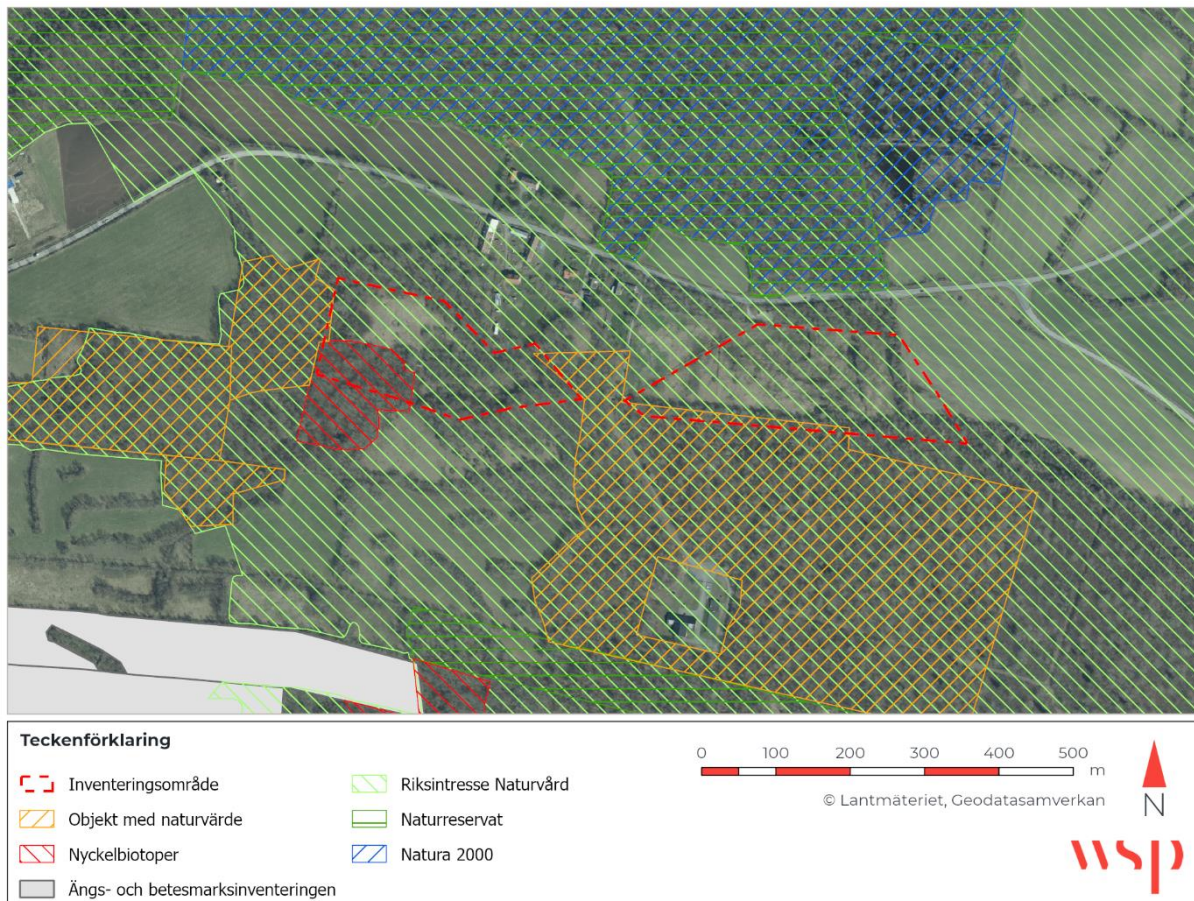 Teckenförklaring
Inventeringsområde
Objekt med naturvärde
Nyckelbiotoper
Ängs- och betesmarksinventeringen
Riksintresse Naturvård
Naturreservat
Natura 2000
0 100 200 300 400 500
m
© Lantmäteriet, Geodatasamverkan
N
wsp